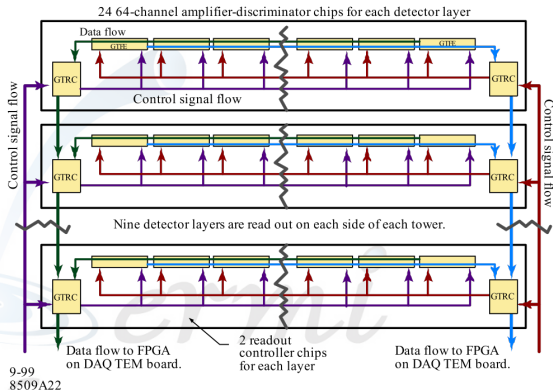 24 64-channel amplifier-discriminator chips for each detector layer
Data flow
GTFE
GTFE
GTRC
GTRC
Control signal flow
Control signal flow
Control signal flow
GTRC
GTRC
Nine detector layers are read out on each side of each tower.
GTRC
GTRC
ermi
Data flow to FPGA
on DAQ TEM board.
2 readout
controller chips
for each layer
Data flow to FPGA
on DAQ TEM board.
9-99
8509A22